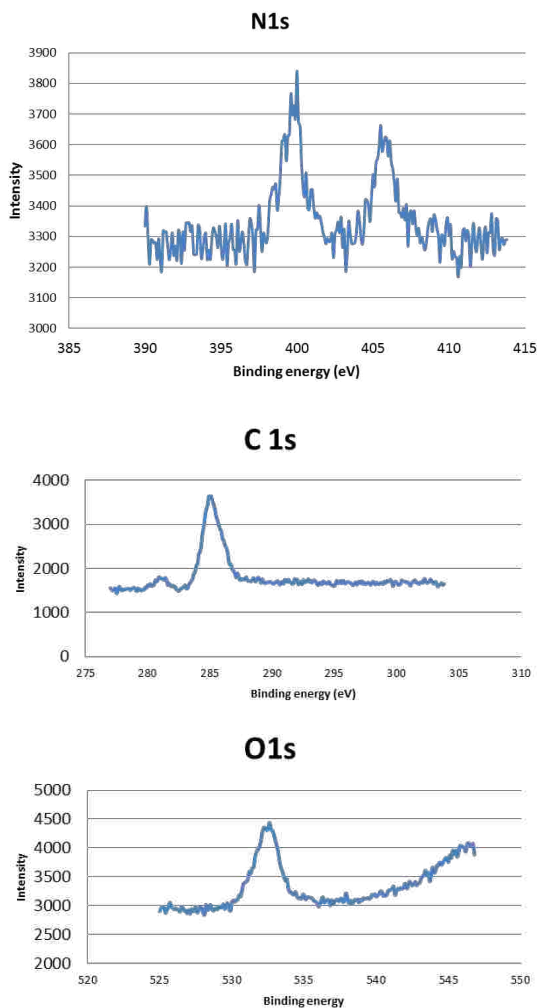 N1s
3900
3800
3700
3600
3500
3400
3300
3200
3100
3000
385 390 395 400 405 410 415
Intensity
Binding energy (eV)
C 1s
4000
3000
2000
1000
0
275 280 285 290 295 300 305 310
Intensity
Binding energy (eV)
O1s
5000
4500
4000
3500
3000
2500
2000
520 525 530 535 540 545 550
Intensity
Binding energy